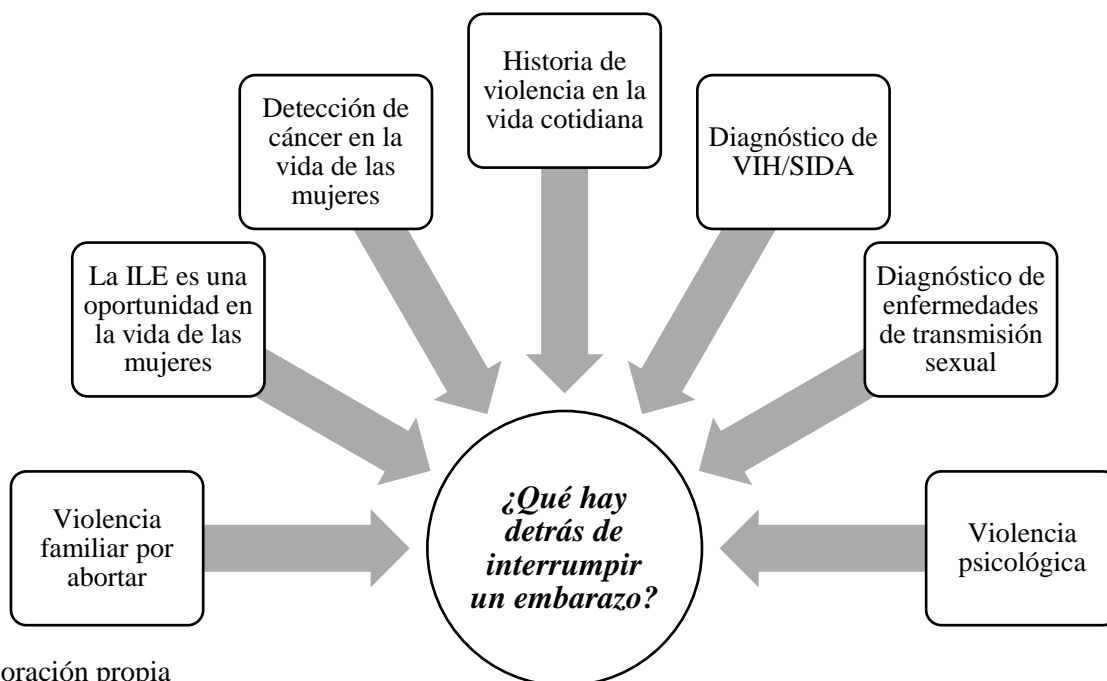 Historia de
violencia en la
vida cotidiana
Detección de
cáncer en la
vida de las
mujeres
Diagnóstico de
VIH/SIDA
La ILE es una
oportunidad en
la vida de las
mujeres
Diagnóstico de
enfermedades
de transmisión
sexual
Violencia
familiar por
abortar
¿Qué hay
detrás de
interrumpir
un embarazo?
Violencia
psicológica
oración propia